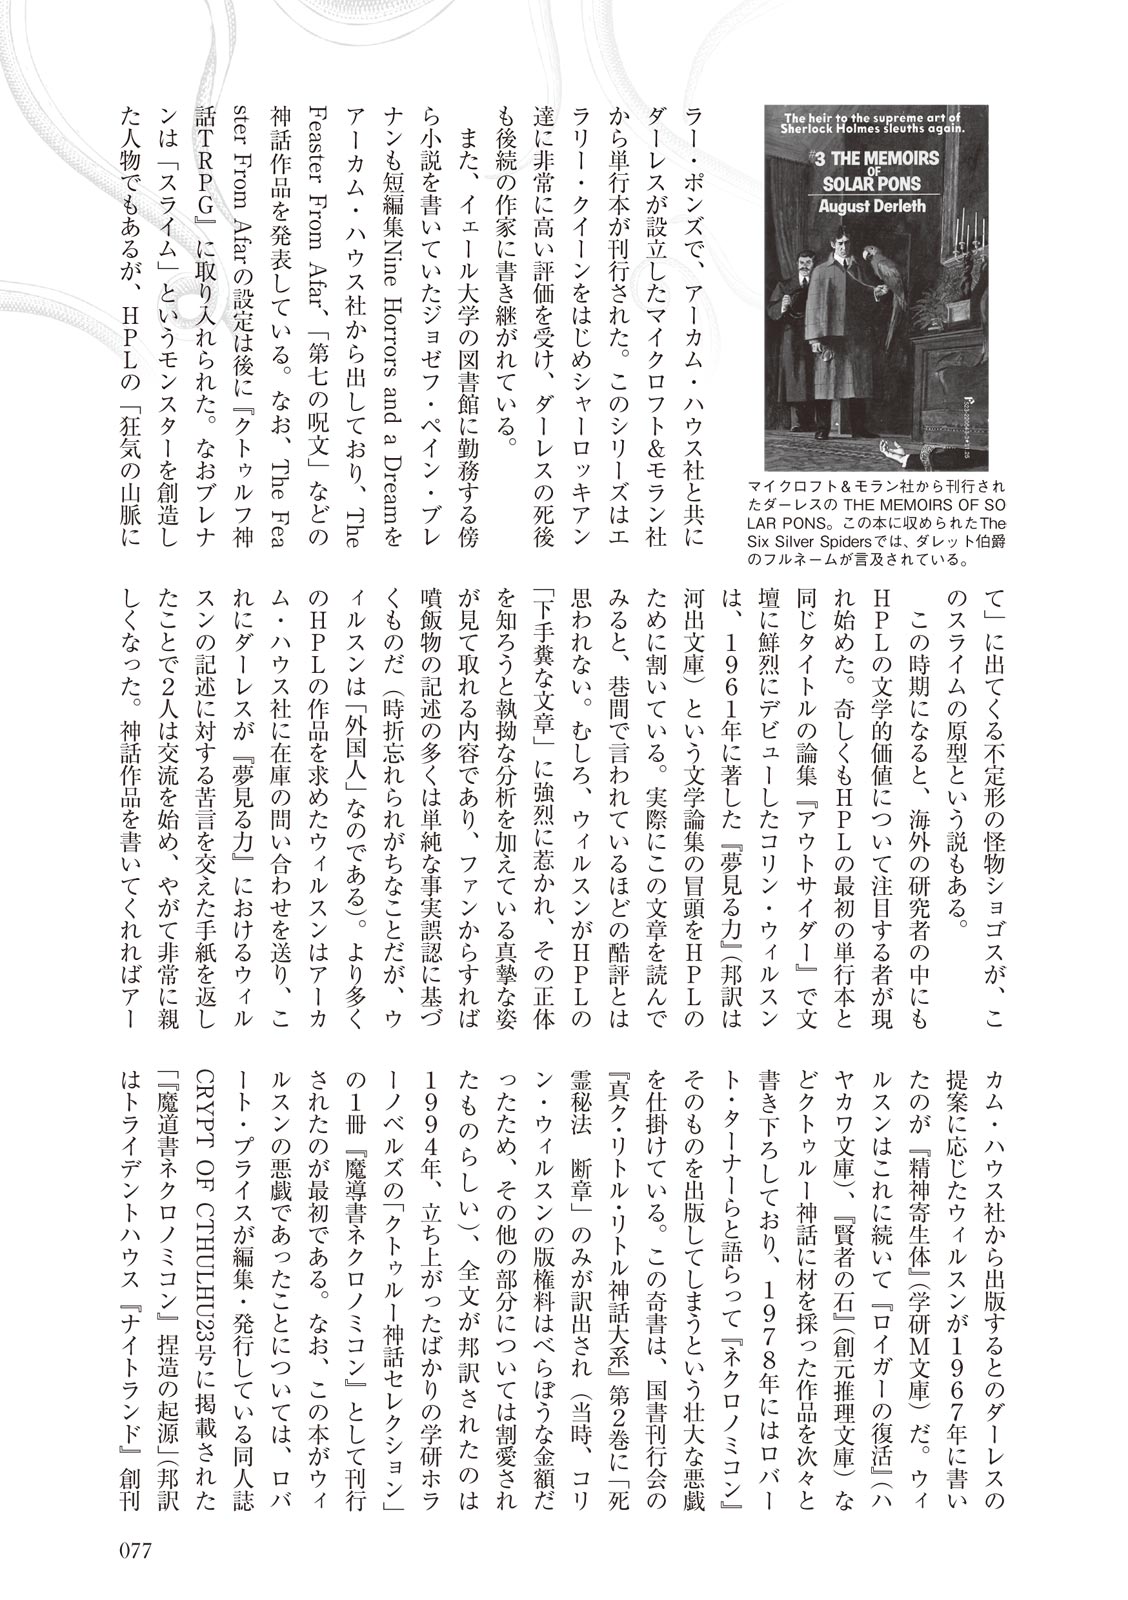 The heir to the supreme art of
Sherlock Holmes sleuths again.
#3 THE MEMOIRS
OF
SOLAR PONS
August Derleth
マイクロフト＆モラン社から刊行され
たダーレスの THE MEMOIRS OF SO
LAR PONS。この本に収められたThe
Six Silver Spidersでは、ダレット伯爵
のフルネームが言及されている。
ラー・ポンズで、アーカム・ハウス社と共に
ダーレスが設立したマイクロフト＆モラン社
から単行本が刊行された。このシリーズはエ
ラリー・クイーンをはじめシャーロッキアン
達に非常に高い評価を受け、ダーレスの死後
も後続の作家に書き継がれている。
また、イェール大学の図書館に勤務する傍
ら小説を書いていたジョゼフ・ペイン・ブレ
ナンも短編集Nine Horrors and a Dreamを
アーカム・ハウス社から出しており、The
Feaster From Afar、「第七の呪文」などの
神話作品を発表している。なお、The Fea
ster From Afarの設定は後に『クトゥルフ神
話TRPG』に取り入れられた。なおブレナ
ンは「スライム」というモンスターを創造し
た人物でもあるが、HPLの「狂気の山脈に
て」に出てくる不定形の怪物ショゴスが、こ
のスライムの原型という説もある。
この時期になると、海外の研究者の中にも
HPLの文学的価値について注目する者が現
れ始めた。奇しくもHPLの最初の単行本と
同じタイトルの論集『アウトサイダー』で文
壇に鮮烈にデビューしたコリン・ウィルスン
は、1961年に著した『夢見る力』（邦訳は
河出文庫）という文学論集の冒頭をHPLの
ために割いている。実際にこの文章を読んで
みると、巷間で言われているほどの酷評とは
思われない。むしろ、ウィルスンがHPLの
「下手糞な文章」に強烈に惹かれ、その正体
を知ろうと執拗な分析を加えている真摯な姿
が見て取れる内容であり、ファンからすれば
噴飯物の記述の多くは単純な事実誤認に基づ
くものだ（時折忘れられがちなことだが、ウ
ィルスンは「外国人」なのである）。より多く
のHPLの作品を求めたウィルスンはアーカ
ム・ハウス社に在庫の問い合わせを送り、こ
れにダーレスが『夢見る力』におけるウィル
スンの記述に対する苦言を交えた手紙を返し
たことで2人は交流を始め、やがて非常に親
しくなった。神話作品を書いてくれればアー
カム・ハウス社から出版するとのダーレスの
提案に応じたウィルスンが1967年に書い
たのが『精神寄生体』（学研M文庫）だ。ウィ
ルスンはこれに続いて『ロイガーの復活』（ハ
ヤカワ文庫）、『賢者の石』（創元推理文庫）な
どクトゥルー神話に材を採った作品を次々と
書き下ろしており、1978年にはロバー
ト・ターナーらと語らって『ネクロノミコン』
そのものを出版してしまうという壮大な悪戯
を仕掛けている。この奇書は、国書刊行会の
『真ク・リトル・リトル神話大系』第2巻に「死
霊秘法　断章」のみが訳出され（当時、コリ
ン・ウィルスンの版権料はべらぼうな金額だ
ったため、その他の部分については割愛され
たものらしい）、全文が邦訳されたのは
1994年、立ち上がったばかりの学研ホラ
ーノベルズの「クトゥルー神話セレクション」
の1冊『魔導書ネクロノミコン』として刊行
されたのが最初である。なお、この本がウィ
ルスンの悪戯であったことについては、ロバ
ート・プライスが編集・発行している同人誌
CRYPT OF CTHULHU23号に掲載された
「『魔道書ネクロノミコン』捏造の起源」（邦訳
はトライデントハウス『ナイトランド』創刊
077